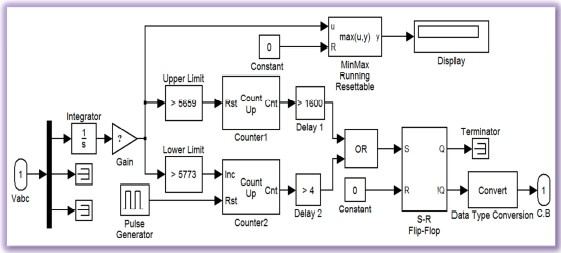 u
max(u,y)
y
R
0
Constant
MinMax
Running
Resettable
Display
Upper Limit
> 5659
Rst
Count
Up
Cnt
Counter1
> 1600
Delay 1
Integrator
1
s
?
Gain
Lower Limit
> 5773
Inc
Rst
Count
Up
Cnt
Counter2
> 4
Delay 2
OR
0
Constant
S
Q
R
!Q
S-R
Flip-Flop
Terminator
Convert
Data Type Conversion
1
C.B
1
Vabc
Pulse
Generator